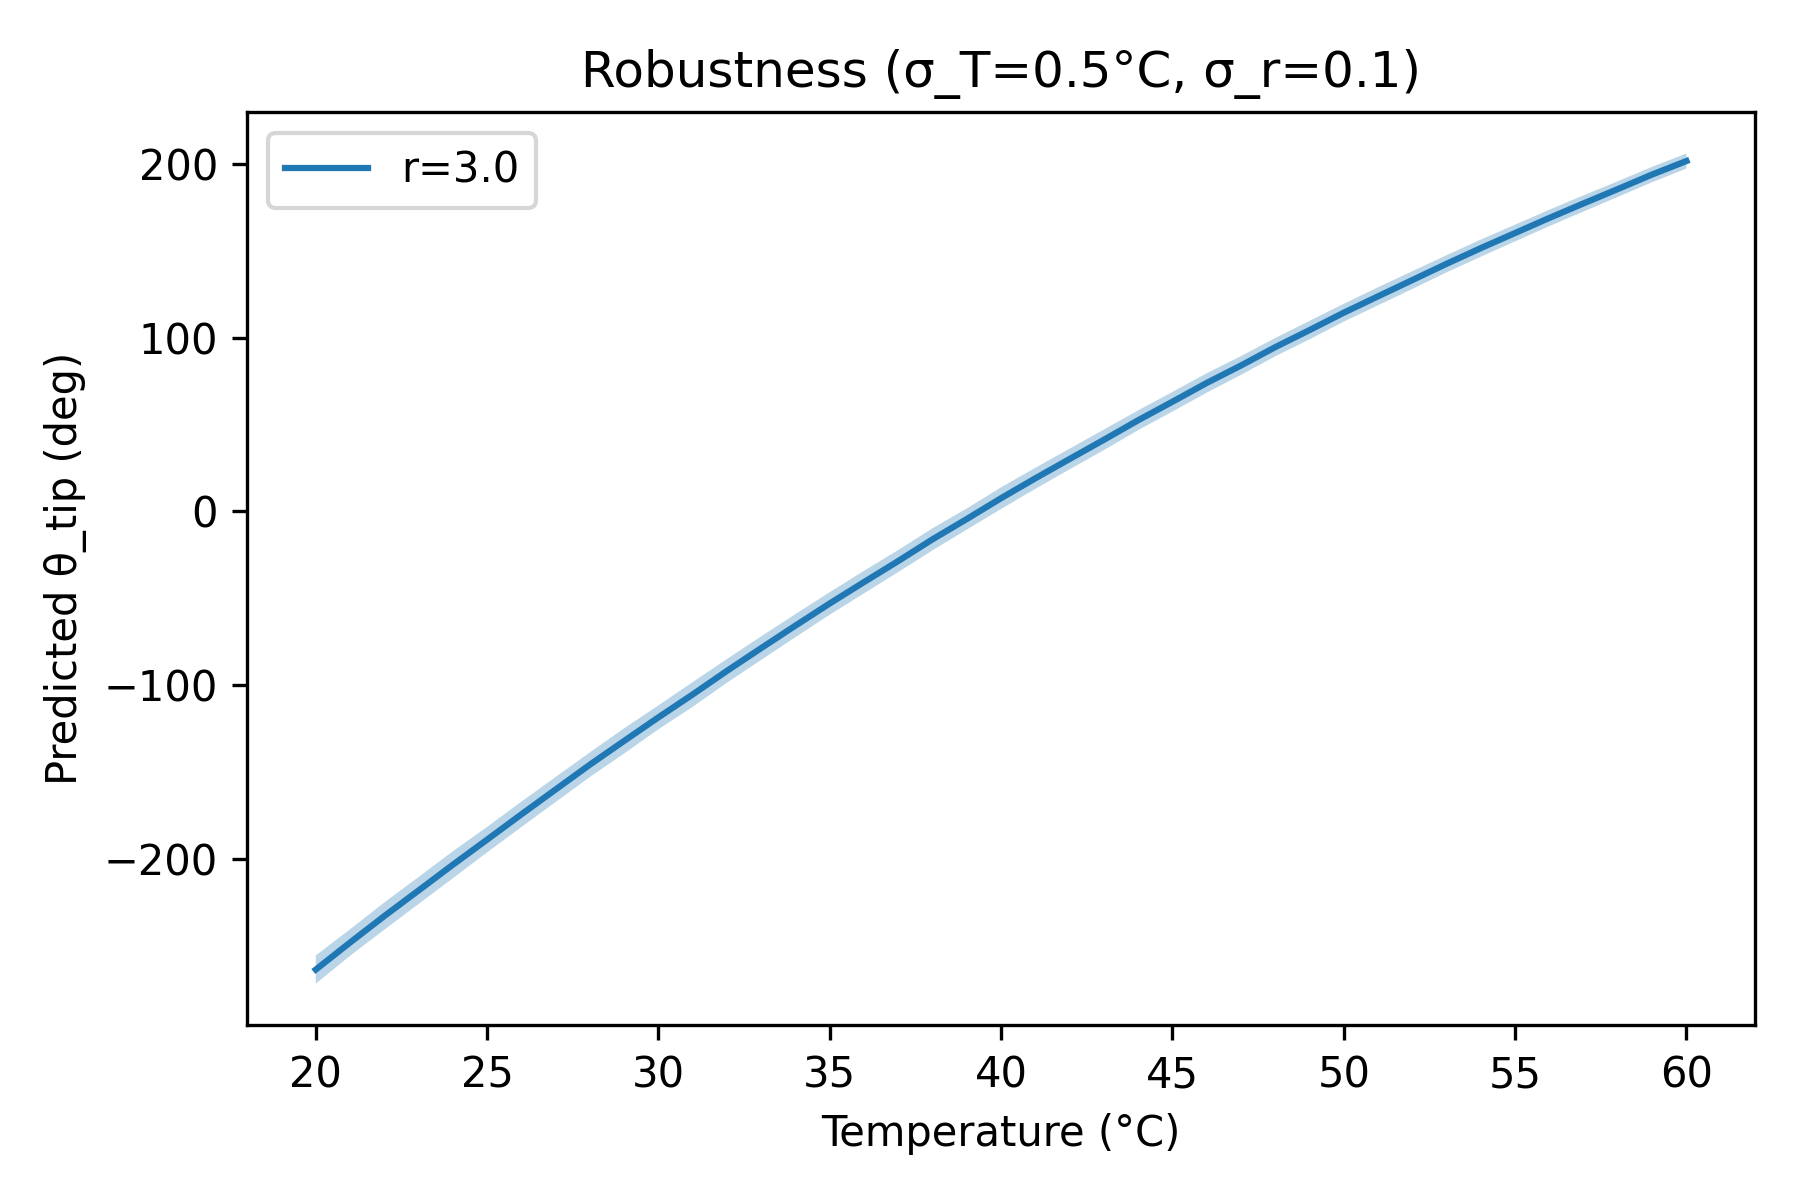 Robustness (σ_T=0.5°C, σ_r=0.1)
r=3.0
200
100
0
−100
−200
Predicted θ_tip (deg)
20 25 30 35 40 45 50 55 60
Temperature (°C)